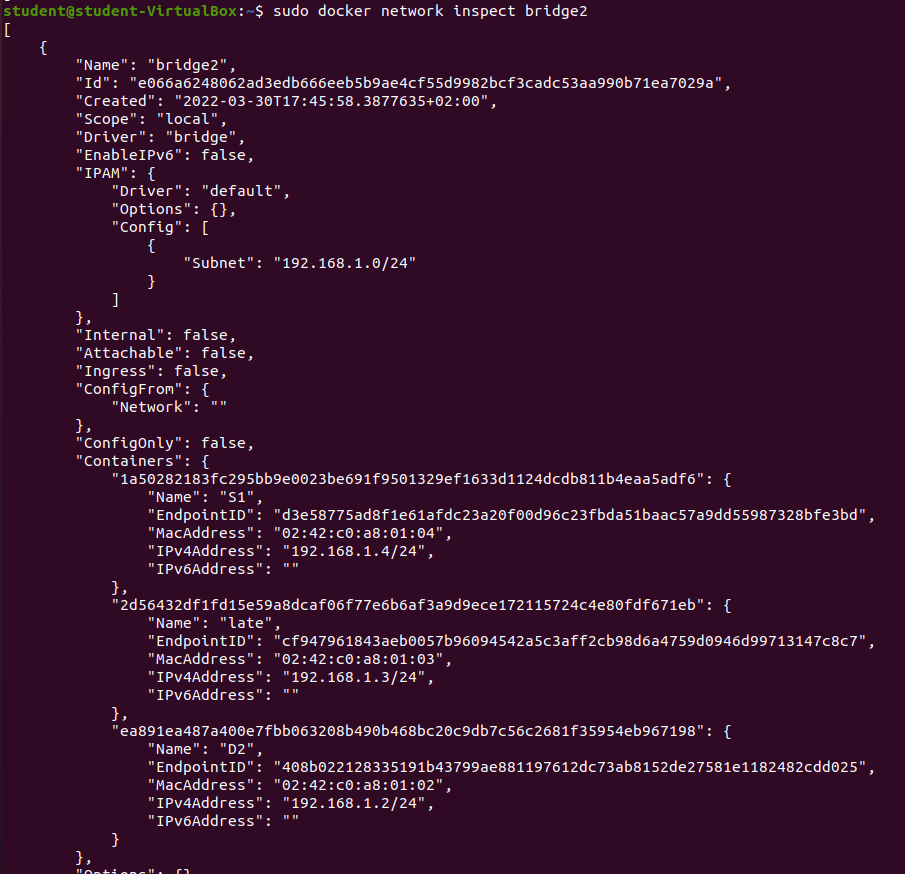 student@student-VirtualBox:~$ sudo docker network inspect bridge2
[
    {
        "Name": "bridge2",
        "Id": "e066a6248062ad3edb666eeb5b9ae4cf55d9982bcf3cadc53aa990b71ea7029a",
        "Created": "2022-03-30T17:45:58.3877635+02:00",
        "Scope": "local",
        "Driver": "bridge",
        "EnableIPv6": false,
        "IPAM": {
            "Driver": "default",
            "Options": {},
            "Config": [
                {
                    "Subnet": "192.168.1.0/24"
                }
            ]
        },
        "Internal": false,
        "Attachable": false,
        "Ingress": false,
        "ConfigFrom": {
            "Network": ""
        },
        "ConfigOnly": false,
        "Containers": {
            "1a50282183fc295bb9e0023be691f9501329ef1633d1124dcdb811b4eaa5adf6": {
                "Name": "S1",
                "EndpointID": "d3e58775ad8f1e61afdc23a20f00d96c23fbda51baac57a9dd55987328bfe3bd",
                "MacAddress": "02:42:c0:a8:01:04",
                "IPv4Address": "192.168.1.4/24",
                "IPv6Address": ""
            },
            "2d56432df1fd15e59a8dcaf06f77e6b6af3a9d9ece172115724c4e80fdf671eb": {
                "Name": "late",
                "EndpointID": "cf947961843aeb0057b96094542a5c3aff2cb98d6a4759d0946d99713147c8c7",
                "MacAddress": "02:42:c0:a8:01:03",
                "IPv4Address": "192.168.1.3/24",
                "IPv6Address": ""
            },
            "ea891ea487a400e7fbb063208b490b468bc20c9db7c56c2681f35954eb967198": {
                "Name": "D2",
                "EndpointID": "408b022128335191b43799ae881197612dc73ab8152de27581e1182482cdd025",
                "MacAddress": "02:42:c0:a8:01:02",
                "IPv4Address": "192.168.1.2/24",
                "IPv6Address": ""
            }
        },
        "Options": {}